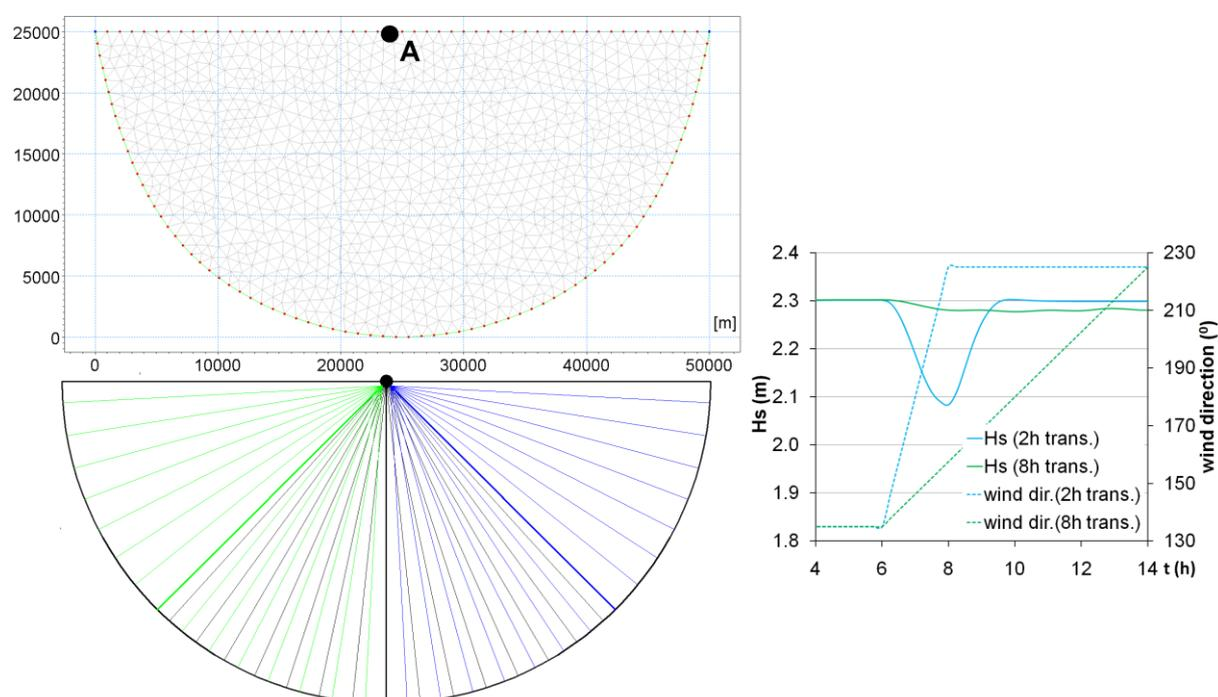 25000
A
20000
15000
10000
5000
0
[m]
0 10000 20000 30000 40000 50000
2.4
2.3
2.2
2.1
2.0
1.9
1.8
Hs (m)
230
210
190
170
150
130
wind direction (⁰)
Hs (2h trans.)
Hs (8h trans.)
wind dir.(2h trans.)
wind dir.(8h trans.)
4 6 8 10 12 14 t (h)